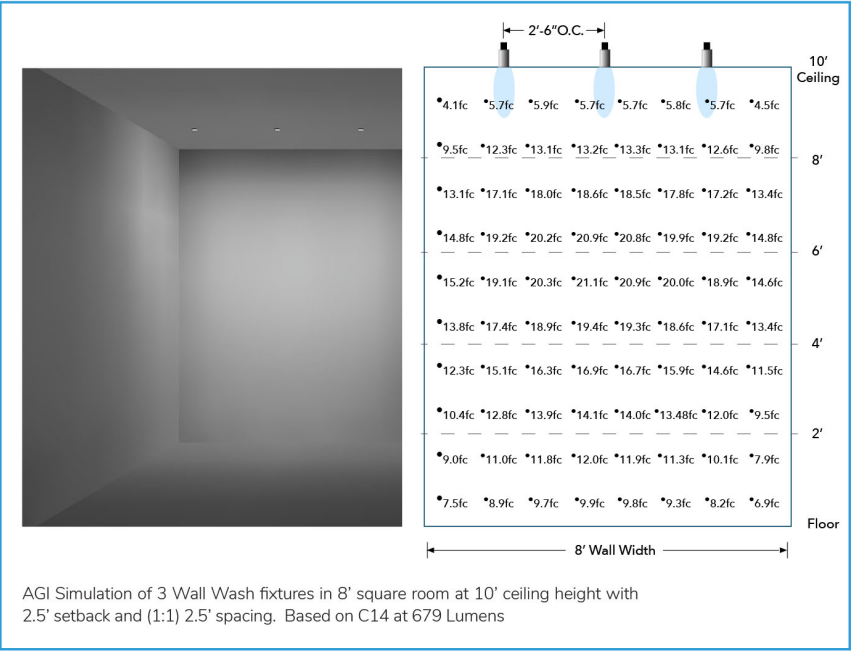 2'-6"O.C.
10'
Ceiling
4.1fc 5.7fc 5.9fc 5.7fc 5.7fc 5.8fc 5.7fc 4.5fc
9.5fc 12.3fc 13.1fc 13.2fc 13.3fc 13.1fc 12.6fc 9.8fc
8'
13.1fc 17.1fc 18.0fc 18.6fc 18.5fc 17.8fc 17.2fc 13.4fc
14.8fc 19.2fc 20.2fc 20.9fc 20.8fc 19.9fc 19.2fc 14.8fc
6'
15.2fc 19.1fc 20.3fc 21.1fc 20.9fc 20.0fc 18.9fc 14.6fc
13.8fc 17.4fc 18.9fc 19.4fc 19.3fc 18.6fc 17.1fc 13.4fc
4'
12.3fc 15.1fc 16.3fc 16.9fc 16.7fc 15.9fc 14.6fc 11.5fc
10.4fc 12.8fc 13.9fc 14.1fc 14.0fc 13.48fc 12.0fc 9.5fc
2'
9.0fc 11.0fc 11.8fc 12.0fc 11.9fc 11.3fc 10.1fc 7.9fc
7.5fc 8.9fc 9.7fc 9.9fc 9.8fc 9.3fc 8.2fc 6.9fc
Floor
8' Wall Width
AGI Simulation of 3 Wall Wash fixtures in 8' square room at 10' ceiling height with
2.5' setback and (1:1) 2.5' spacing. Based on C14 at 679 Lumens